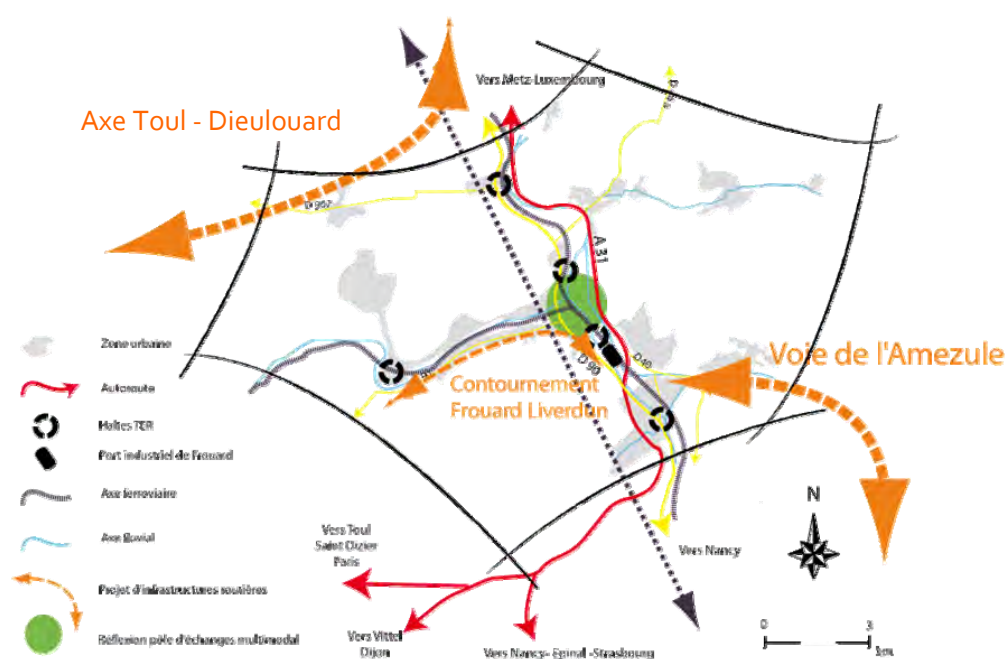 Vers Metz-Luxembourg
Axe Toul - Dieulouard
A 31
D 40
D 90
Voie de l'Amezule
Contournement
Frouard Liverdun
Zone urbaine
Autoroute
Haltes TER
Port industriel de Frouard
Axe ferroviaire
Axe fluvial
Projet d'infrastructures routières
Réflexion pôle d'échanges multimodal
N
Vers Toul
Saint Dizier
Paris
Vers Nancy
Vers Vittel
Dijon
Vers Nancy- Epinal -Strasbourg
0 3
km